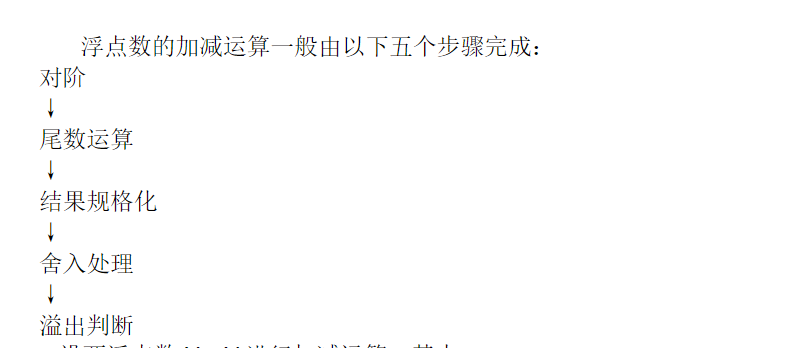 浮点数的加减运算一般由以下五个步骤完成：
对阶
↓
尾数运算
↓
结果规格化
↓
舍入处理
↓
溢出判断